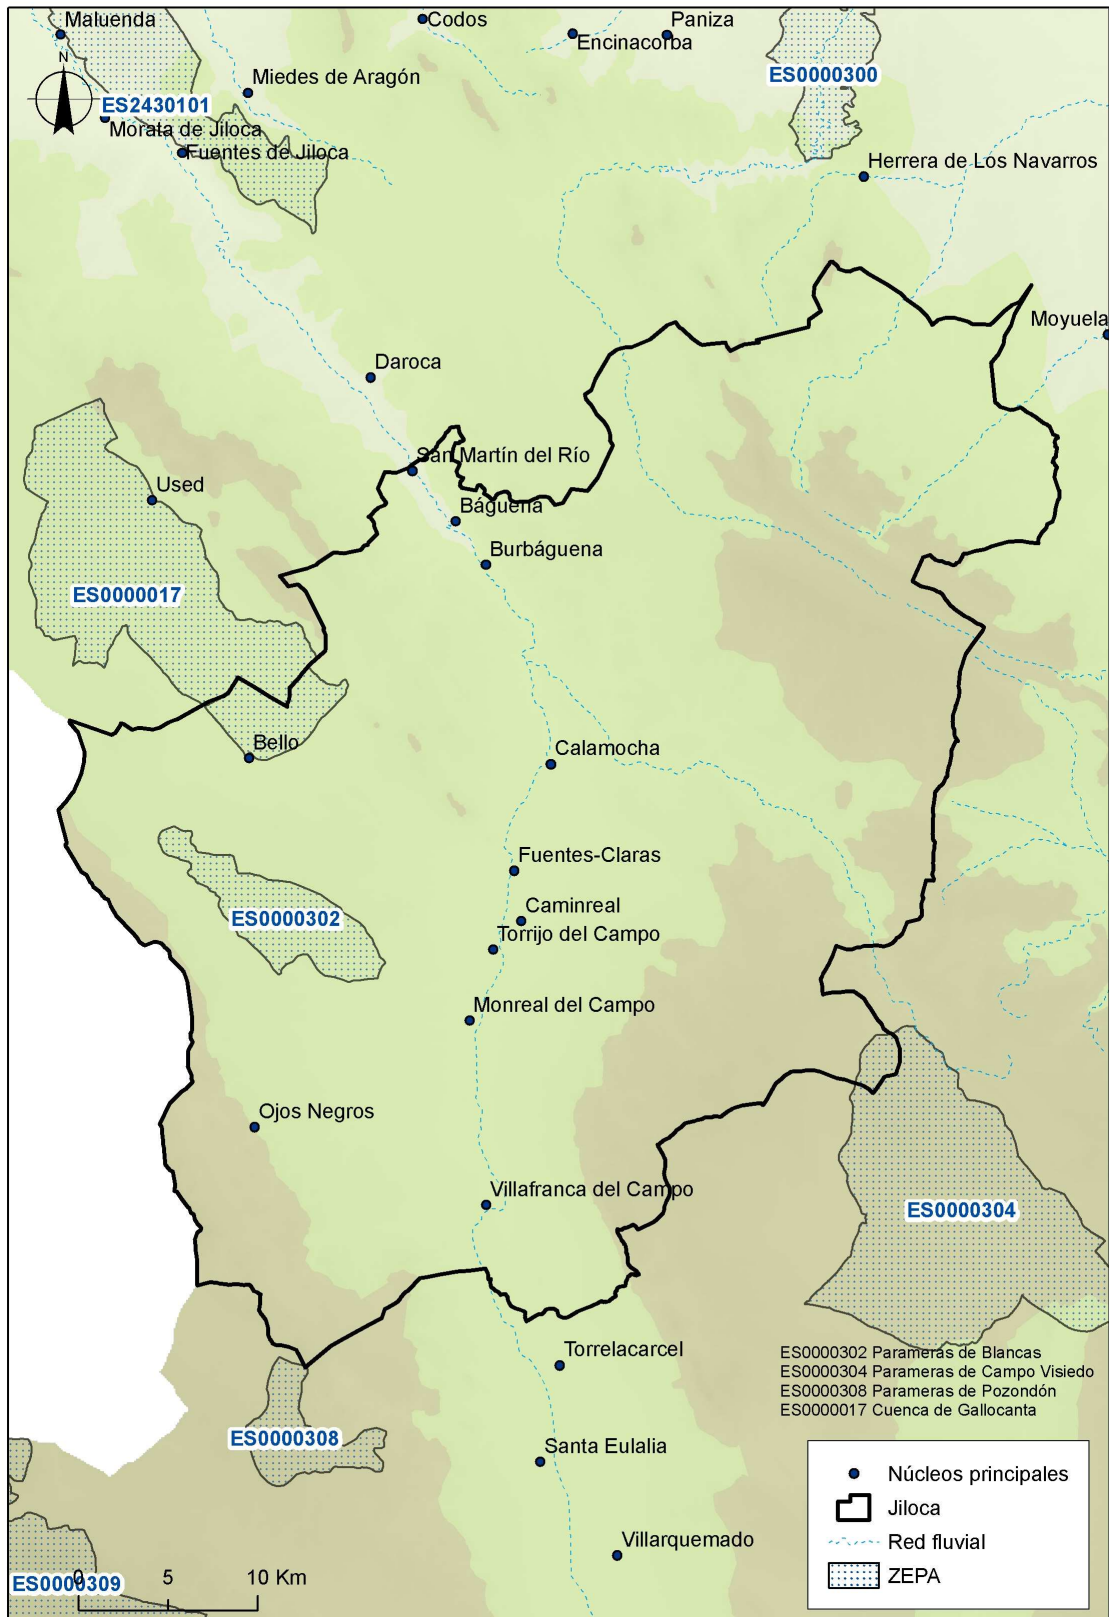 Maluenda
Codos
Paniza
Encinacorba
N
Miedes de Aragón
ES0000300
ES2430101
Morata de Jiloca
Fuentes de Jiloca
Herrera de Los Navarros
Moyuela
Daroca
San Martín del Río
Used
Báguena
Burbáguena
ES0000017
Bello
Calamocha
Fuentes-Claras
Caminreal
ES0000302
Torrijo del Campo
Monreal del Campo
Ojos Negros
Villafranca del Campo
ES0000304
Torrelacarcel
ES0000302 Parameras de Blancas
ES0000304 Parameras de Campo Visiedo
ES0000308 Parameras de Pozondón
ES0000017 Cuenca de Gallocanta
ES0000308
Santa Eulalia
Núcleos principales
Jiloca
Villarquemado
Red fluvial
ZEPA
ES0000309
0 5 10 Km